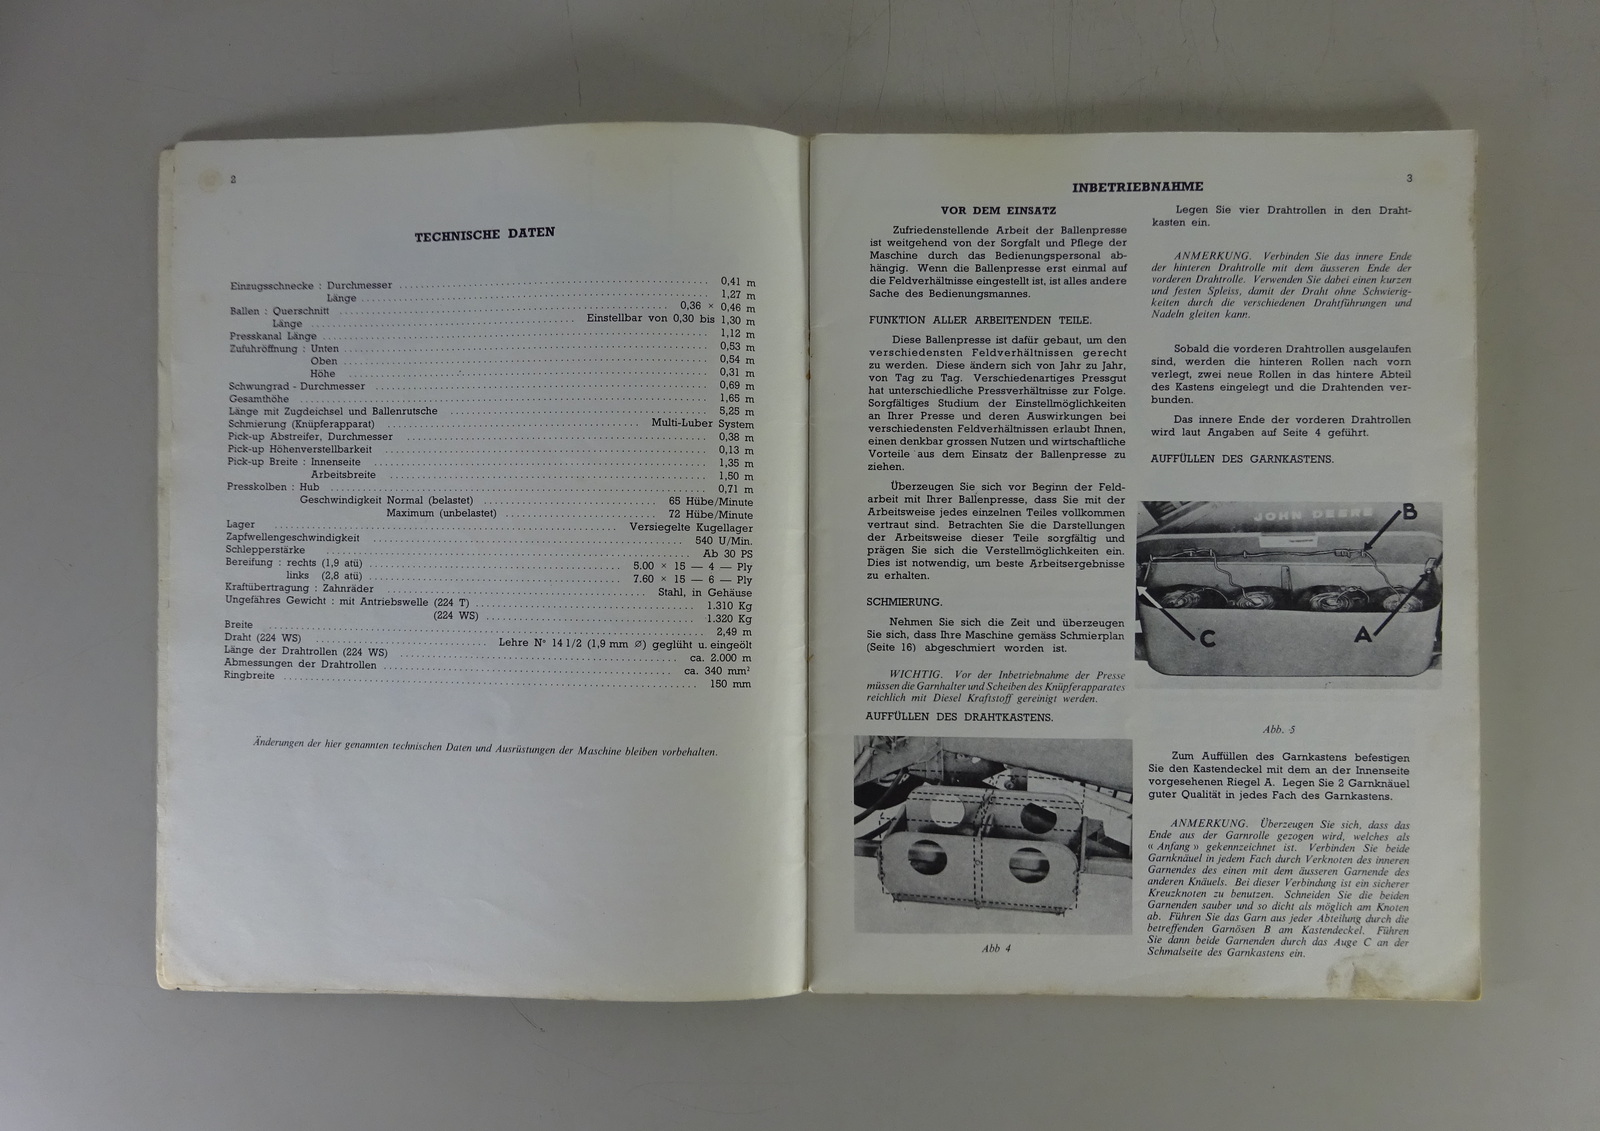 2
TECHNISCHE DATEN
Einzugsschnecke : Durchmesser 0,41 m
Länge 1,27 m
Ballen : Querschnitt 0,36 × 0,46 m
Länge Einstellbar von 0,30 bis 1,30 m
Presskanal Länge 1,12 m
Zufuhröffnung : Unten 0,53 m
Oben 0,54 m
Höhe 0,31 m
Schwungrad - Durchmesser 0,69 m
Gesamthöhe 1,65 m
Länge mit Zugdeichsel und Ballenrutsche 5,25 m
Schmierung (Knüpferapparat) Multi-Luber System
Pick-up Abstreifer, Durchmesser 0,38 m
Pick-up Höhenverstellbarkeit 0,13 m
Pick-up Breite : Innenseite 1,35 m
Arbeitsbreite 1,50 m
Presskolben : Hub 0,71 m
Geschwindigkeit Normal (belastet) 65 Hübe/Minute
Maximum (unbelastet) 72 Hübe/Minute
Lager Versiegelte Kugellager
Zapfwellengeschwindigkeit 540 U/Min.
Schlepperstärke Ab 30 PS
Bereifung : rechts (1,9 atü) 5.00 × 15 — 4 — Ply
links (2,8 atü) 7.60 × 15 — 6 — Ply
Kraftübertragung : Zahnräder Stahl, in Gehäuse
Ungefähres Gewicht : mit Antriebswelle (224 T) 1.310 Kg
(224 WS) 1.320 Kg
Breite 2,49 m
Draht (224 WS) Lehre N° 14 1/2 (1,9 mm ∅) geglüht u. eingeölt
Länge der Drahtrollen (224 WS) ca. 2.000 m
Abmessungen der Drahtrollen ca. 340 mm²
Ringbreite 150 mm
Änderungen der hier genannten technischen Daten und Ausrüstungen der Maschine bleiben vorbehalten.
3
INBETRIEBNAHME
VOR DEM EINSATZ
Zufriedenstellende Arbeit der Ballenpresse
ist weitgehend von der Sorgfalt und Pflege der
Maschine durch das Bedienungspersonal ab-
hängig. Wenn die Ballenpresse erst einmal auf
die Feldverhältnisse eingestellt ist, ist alles andere
Sache des Bedienungsmannes.
FUNKTION ALLER ARBEITENDEN TEILE.
Diese Ballenpresse ist dafür gebaut, um den
verschiedensten Feldverhältnissen gerecht
zu werden. Diese ändern sich von Jahr zu Jahr,
von Tag zu Tag. Verschiedenartiges Pressgut
hat unterschiedliche Pressverhältnisse zur Folge.
Sorgfältiges Studium der Einstellmöglichkeiten
an Ihrer Presse und deren Auswirkungen bei
verschiedensten Feldverhältnissen erlaubt Ihnen,
einen denkbar grossen Nutzen und wirtschaftliche
Vorteile aus dem Einsatz der Ballenpresse zu
ziehen.
Überzeugen Sie sich vor Beginn der Feld-
arbeit mit Ihrer Ballenpresse, dass Sie mit der
Arbeitsweise jedes einzelnen Teiles vollkommen
vertraut sind. Betrachten Sie die Darstellungen
der Arbeitsweise dieser Teile sorgfältig und
prägen Sie sich die Verstellmöglichkeiten ein.
Dies ist notwendig, um beste Arbeitsergebnisse
zu erhalten.
SCHMIERUNG.
Nehmen Sie sich die Zeit und überzeugen
Sie sich, dass Ihre Maschine gemäss Schmierplan
(Seite 16) abgeschmiert worden ist.
WICHTIG. Vor der Inbetriebnahme der Presse
müssen die Garnhalter und Scheiben des Knüpferapparates
reichlich mit Diesel Kraftstoff gereinigt werden.
AUFFÜLLEN DES DRAHTKASTENS.
Abb 4
Legen Sie vier Drahtrollen in den Draht-
kasten ein.
ANMERKUNG. Verbinden Sie das innere Ende
der hinteren Drahtrolle mit dem äusseren Ende der
vorderen Drahtrolle. Verwenden Sie dabei einen kurzen
und festen Spleiss, damit der Draht ohne Schwierig-
keiten durch die verschiedenen Drahtführungen und
Nadeln gleiten kann.
Sobald die vorderen Drahtrollen ausgelaufen
sind, werden die hinteren Rollen nach vorn
verlegt, zwei neue Rollen in das hintere Abteil
des Kastens eingelegt und die Drahtenden ver-
bunden.
Das innere Ende der vorderen Drahtrollen
wird laut Angaben auf Seite 4 geführt.
AUFFÜLLEN DES GARNKASTENS.
JOHN DEERE
B
C
A
Abb. 5
Zum Auffüllen des Garnkastens befestigen
Sie den Kastendeckel mit dem an der Innenseite
vorgesehenen Riegel A. Legen Sie 2 Garnknäuel
guter Qualität in jedes Fach des Garnkastens.
ANMERKUNG. Überzeugen Sie sich, dass das
Ende aus der Garnrolle gezogen wird, welches als
« Anfang » gekennzeichnet ist. Verbinden Sie beide
Garnknäuel in jedem Fach durch Verknoten des inneren
Garnendes des einen mit dem äusseren Garnende des
anderen Knäuels. Bei dieser Verbindung ist ein sicherer
Kreuzknoten zu benutzen. Schneiden Sie die beiden
Garnenden sauber und so dicht als möglich am Knoten
ab. Führen Sie das Garn aus jeder Abteilung durch die
betreffenden Garnösen B am Kastendeckel. Führen
Sie dann beide Garnenden durch das Auge C an der
Schmalseite des Garnkastens ein.